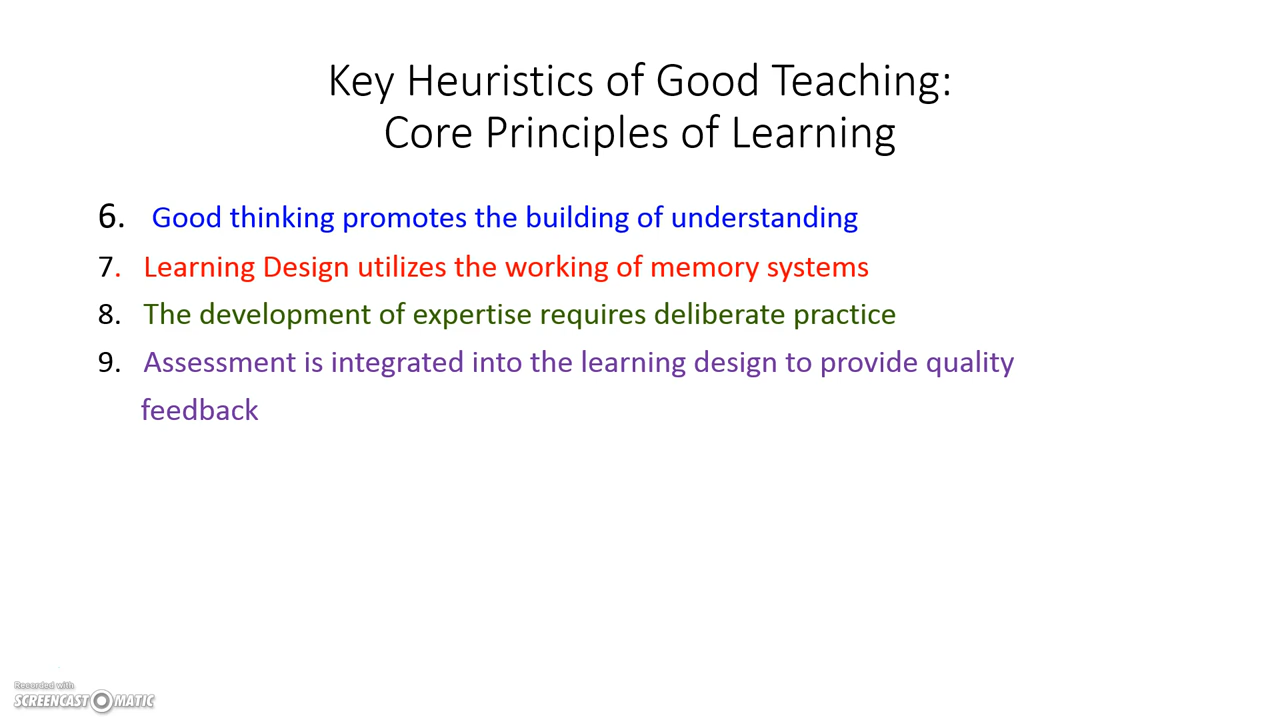 Key Heuristics of Good Teaching:
Core Principles of Learning
6. Good thinking promotes the building of understanding
7. Learning Design utilizes the working of memory systems
8. The development of expertise requires deliberate practice
9. Assessment is integrated into the learning design to provide quality
feedback
Recorded with
SCREENCAST MATIC